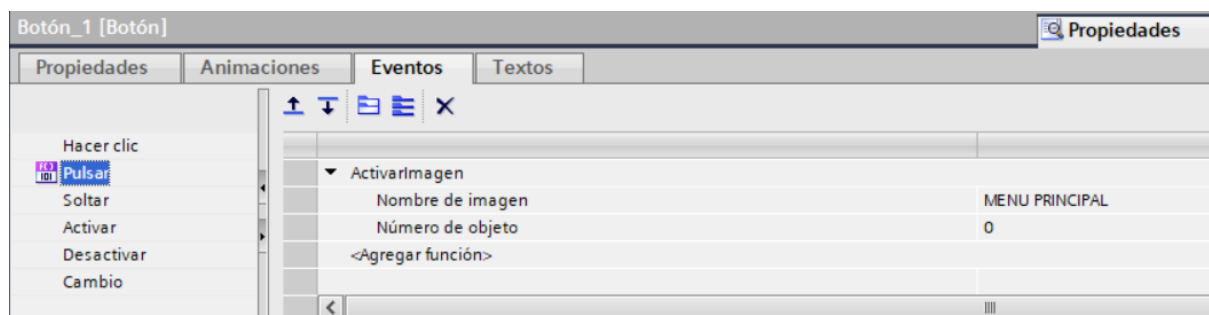 Botón_1 [Botón]
Propiedades
Propiedades
Animaciones
Eventos
Textos
Hacer clic
Pulsar
Soltar
Activar
Desactivar
Cambio
ActivarImagen
Nombre de imagen MENU PRINCIPAL
Número de objeto 0
<Agregar función>